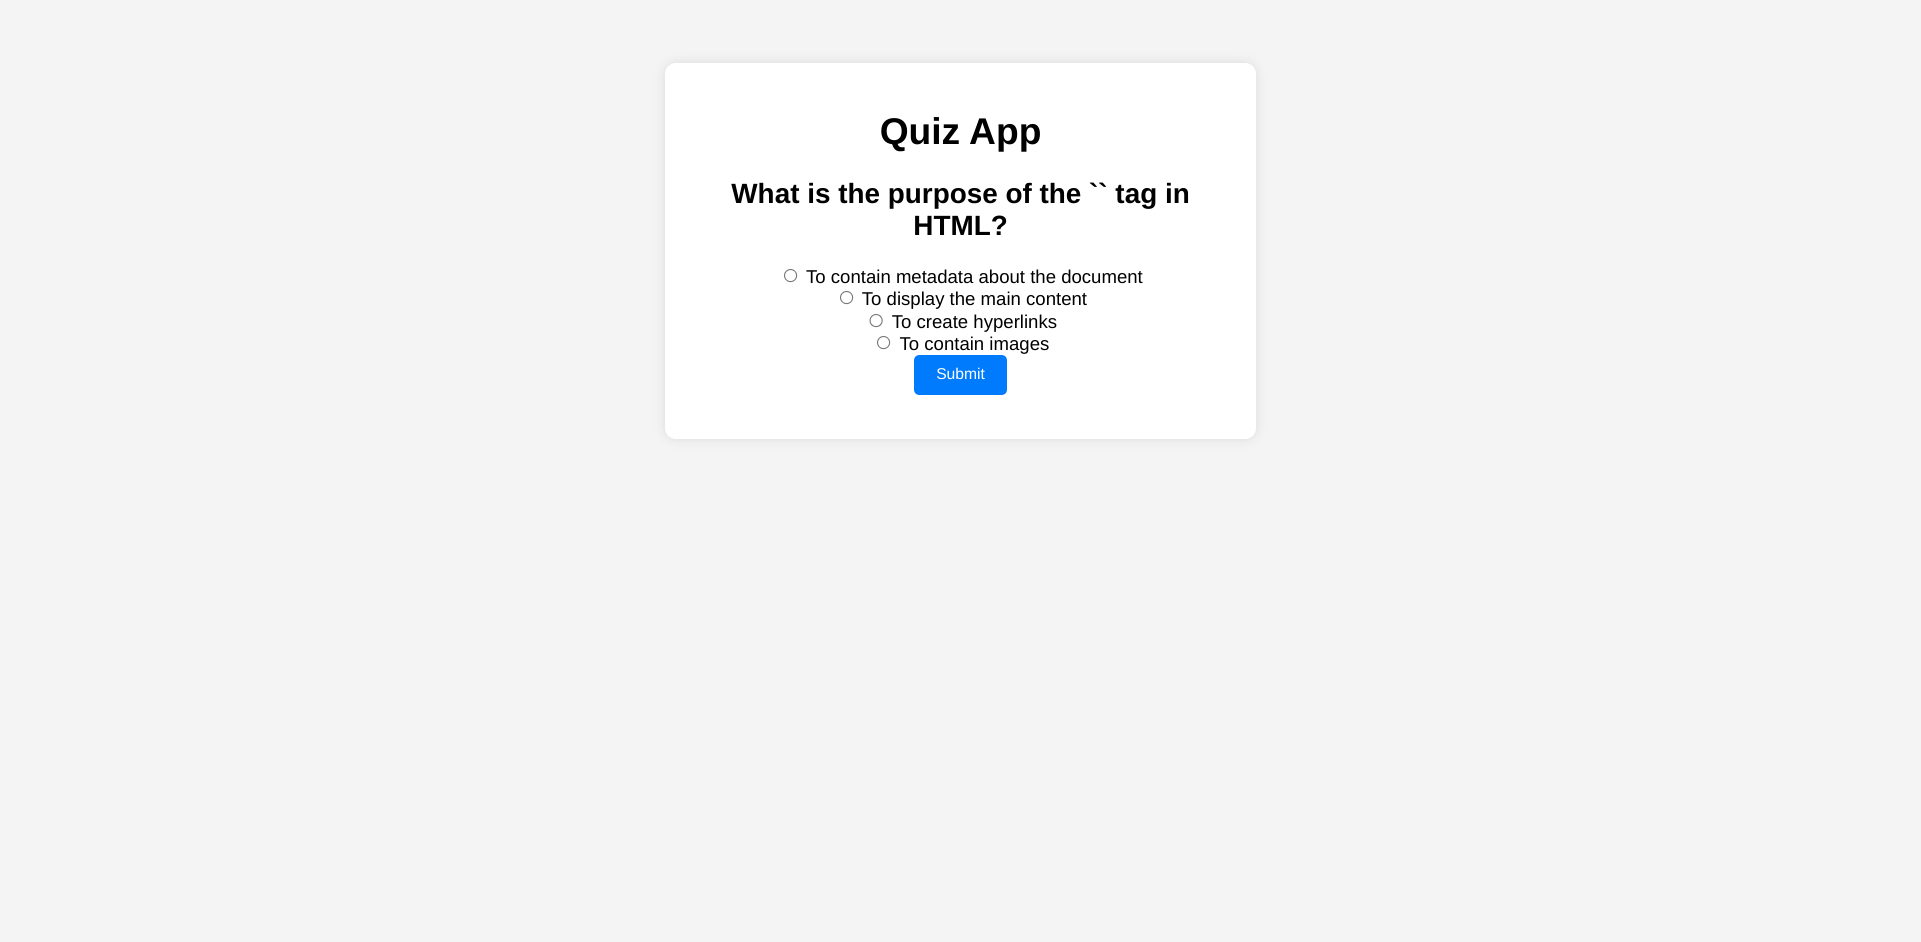 Quiz App
What is the purpose of the `` tag in
HTML?
To contain metadata about the document
To display the main content
To create hyperlinks
To contain images
Submit